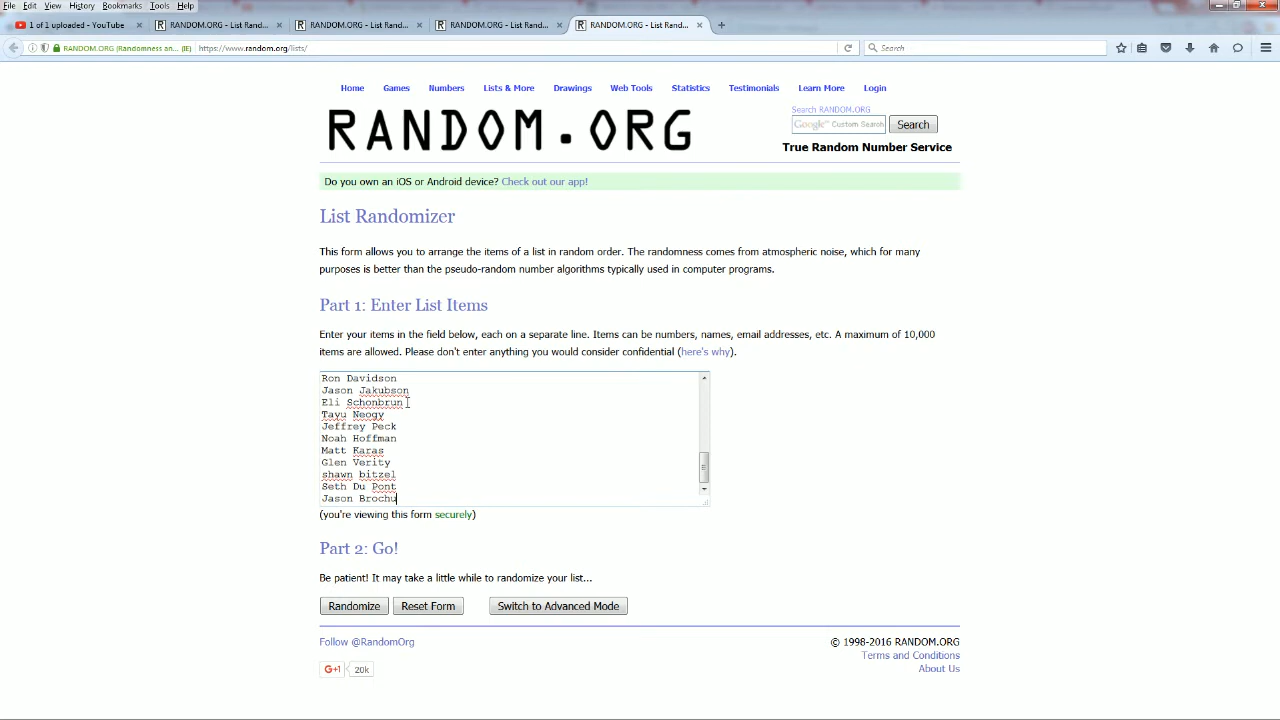 File Edit View History Bookmarks Tools Help
1 of 1 uploaded - YouTube × RANDOM.ORG - List Rand... × RANDOM.ORG - List Rand... × RANDOM.ORG - List Rand... × RANDOM.ORG - List Rand... × +
RANDOM.ORG (Randomness an... (IE) https://www.random.org/lists/ Search
Home Games Numbers Lists & More Drawings Web Tools Statistics Testimonials Learn More Login
RANDOM.ORG
Search RANDOM.ORG
Google™ Custom Search Search
True Random Number Service
Do you own an iOS or Android device? Check out our app!
List Randomizer
This form allows you to arrange the items of a list in random order. The randomness comes from atmospheric noise, which for many
purposes is better than the pseudo-random number algorithms typically used in computer programs.
Part 1: Enter List Items
Enter your items in the field below, each on a separate line. Items can be numbers, names, email addresses, etc. A maximum of 10,000
items are allowed. Please don't enter anything you would consider confidential (here's why).
Ron Davidson
Jason Jakubson
Eli Schonbrun
Tayu Neogy
Jeffrey Peck
Noah Hoffman
Matt Karas
Glen Verity
shawn bitzel
Seth Du Pont
Jason Brochu
(you're viewing this form securely)
Part 2: Go!
Be patient! It may take a little while to randomize your list...
Randomize Reset Form Switch to Advanced Mode
Follow @RandomOrg
© 1998-2016 RANDOM.ORG
Terms and Conditions
About Us
G+1 20k